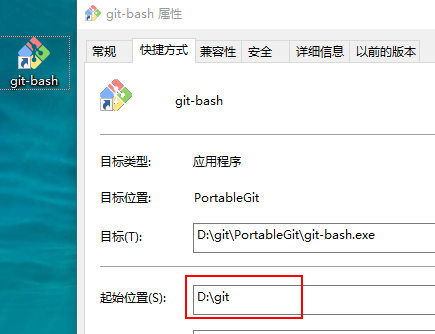 git-bash 属性
git-bash
常规 快捷方式 兼容性 安全 详细信息 以前的版本
git-bash
目标类型: 应用程序
目标位置: PortableGit
目标(T): D:\git\PortableGit\git-bash.exe
起始位置(S): D:\git